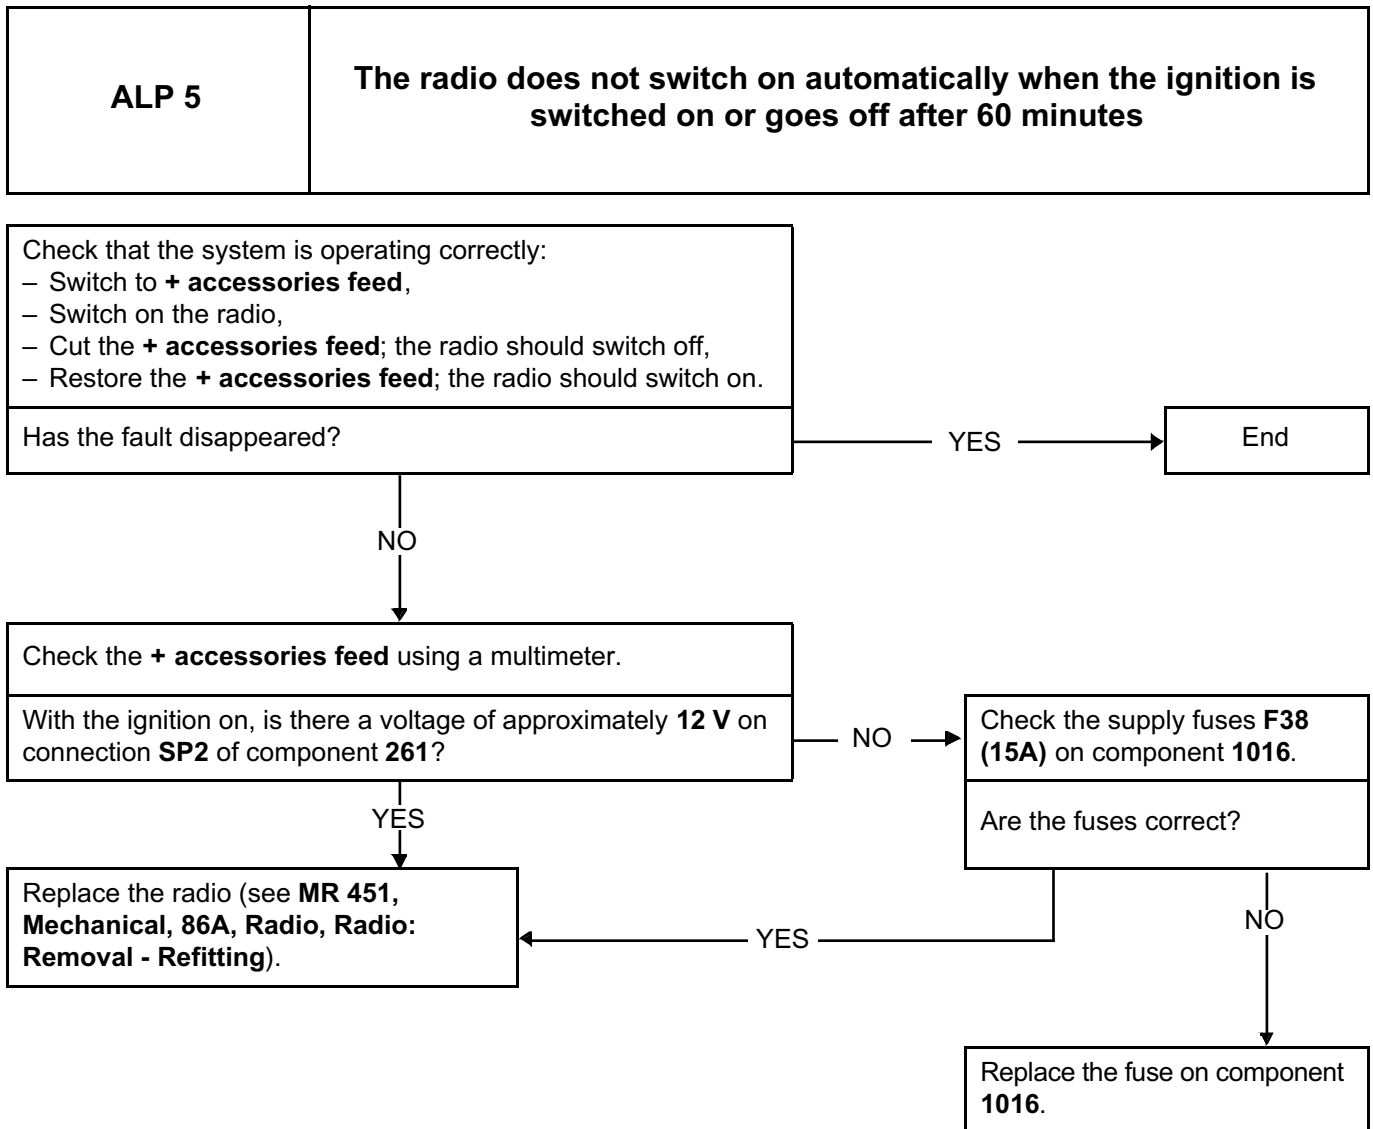 ALP 5
The radio does not switch on automatically when the ignition is
switched on or goes off after 60 minutes
Check that the system is operating correctly:
– Switch to + accessories feed,
– Switch on the radio,
– Cut the + accessories feed; the radio should switch off,
– Restore the + accessories feed; the radio should switch on.
Has the fault disappeared?
YES
End
NO
Check the + accessories feed using a multimeter.
With the ignition on, is there a voltage of approximately 12 V on
connection SP2 of component 261?
NO
Check the supply fuses F38
(15A) on component 1016.
Are the fuses correct?
YES
Replace the radio (see MR 451,
Mechanical, 86A, Radio, Radio:
Removal - Refitting).
YES
NO
Replace the fuse on component
1016.